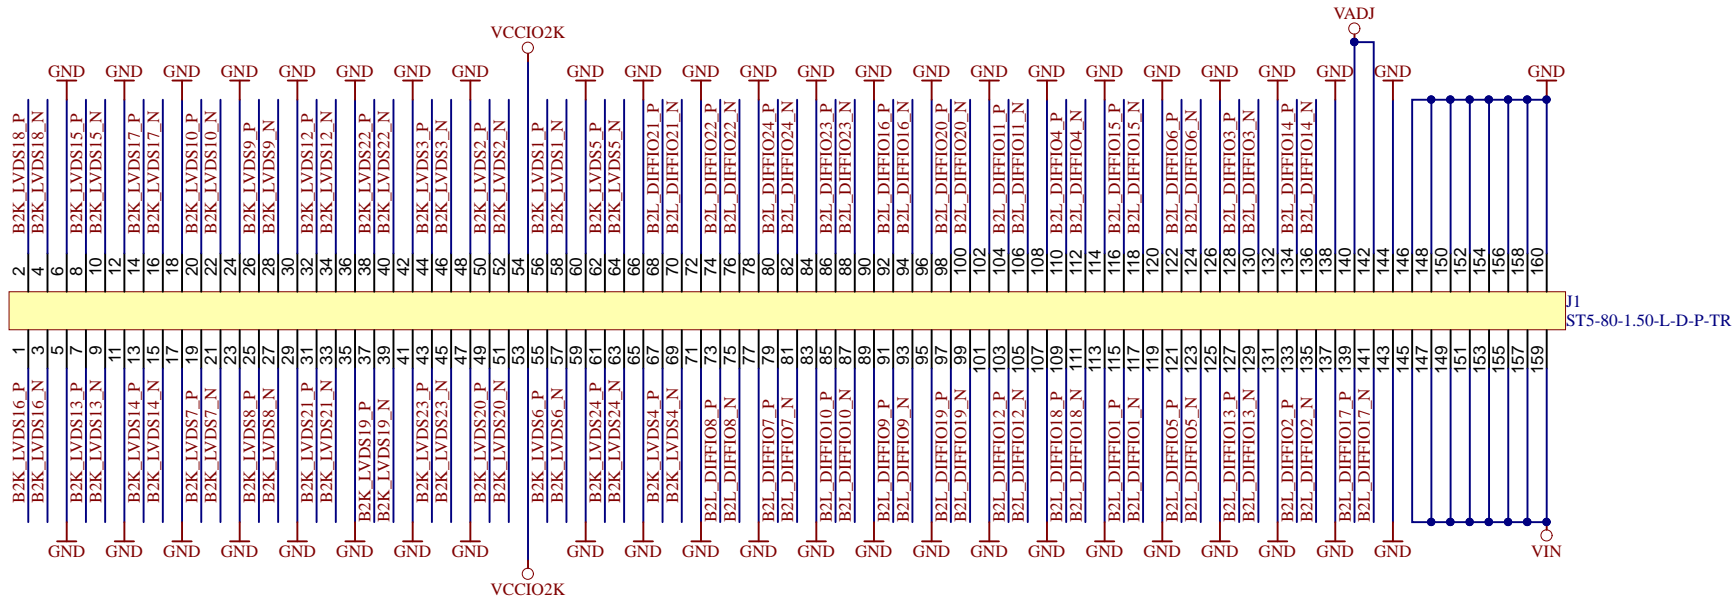 VADJ
VCCIO2K
GND GND GND GND GND GND GND GND GND GND GND GND GND GND GND GND GND GND GND GND GND GND GND GND
B2K_LVDS18_P
B2K_LVDS18_N
B2K_LVDS15_P
B2K_LVDS15_N
B2K_LVDS17_P
B2K_LVDS17_N
B2K_LVDS10_P
B2K_LVDS10_N
B2K_LVDS9_P
B2K_LVDS9_N
B2K_LVDS12_P
B2K_LVDS12_N
B2K_LVDS22_P
B2K_LVDS22_N
B2K_LVDS3_P
B2K_LVDS3_N
B2K_LVDS2_P
B2K_LVDS2_N
B2K_LVDS1_P
B2K_LVDS1_N
B2K_LVDS5_P
B2K_LVDS5_N
B2L_DIFFIO21_P
B2L_DIFFIO21_N
B2L_DIFFIO22_P
B2L_DIFFIO22_N
B2L_DIFFIO24_P
B2L_DIFFIO24_N
B2L_DIFFIO23_P
B2L_DIFFIO23_N
B2L_DIFFIO16_P
B2L_DIFFIO16_N
B2L_DIFFIO20_P
B2L_DIFFIO20_N
B2L_DIFFIO11_P
B2L_DIFFIO11_N
B2L_DIFFIO4_P
B2L_DIFFIO4_N
B2L_DIFFIO15_P
B2L_DIFFIO15_N
B2L_DIFFIO6_P
B2L_DIFFIO6_N
B2L_DIFFIO3_P
B2L_DIFFIO3_N
B2L_DIFFIO14_P
B2L_DIFFIO14_N
2 4 6 8 10 12 14 16 18 20 22 24 26 28 30 32 34 36 38 40 42 44 46 48 50 52 54 56 58 60 62 64 66 68 70 72 74 76 78 80 82 84 86 88 90 92 94 96 98 100 102 104 106 108 110 112 114 116 118 120 122 124 126 128 130 132 134 136 138 140 142 144 146 148 150 152 154 156 158 160
J1
ST5-80-1.50-L-D-P-TR
1 3 5 7 9 11 13 15 17 19 21 23 25 27 29 31 33 35 37 39 41 43 45 47 49 51 53 55 57 59 61 63 65 67 69 71 73 75 77 79 81 83 85 87 89 91 93 95 97 99 101 103 105 107 109 111 113 115 117 119 121 123 125 127 129 131 133 135 137 139 141 143 145 147 149 151 153 155 157 159
B2K_LVDS16_P
B2K_LVDS16_N
B2K_LVDS13_P
B2K_LVDS13_N
B2K_LVDS14_P
B2K_LVDS14_N
B2K_LVDS7_P
B2K_LVDS7_N
B2K_LVDS8_P
B2K_LVDS8_N
B2K_LVDS21_P
B2K_LVDS21_N
B2K_LVDS19_P
B2K_LVDS19_N
B2K_LVDS23_P
B2K_LVDS23_N
B2K_LVDS20_P
B2K_LVDS20_N
B2K_LVDS6_P
B2K_LVDS6_N
B2K_LVDS24_P
B2K_LVDS24_N
B2K_LVDS4_P
B2K_LVDS4_N
B2L_DIFFIO8_P
B2L_DIFFIO8_N
B2L_DIFFIO7_P
B2L_DIFFIO7_N
B2L_DIFFIO10_P
B2L_DIFFIO10_N
B2L_DIFFIO9_P
B2L_DIFFIO9_N
B2L_DIFFIO19_P
B2L_DIFFIO19_N
B2L_DIFFIO12_P
B2L_DIFFIO12_N
B2L_DIFFIO18_P
B2L_DIFFIO18_N
B2L_DIFFIO1_P
B2L_DIFFIO1_N
B2L_DIFFIO5_P
B2L_DIFFIO5_N
B2L_DIFFIO13_P
B2L_DIFFIO13_N
B2L_DIFFIO2_P
B2L_DIFFIO2_N
B2L_DIFFIO17_P
B2L_DIFFIO17_N
GND GND GND GND GND GND GND GND GND GND GND GND GND GND GND GND GND GND GND GND GND GND GND VIN
VCCIO2K